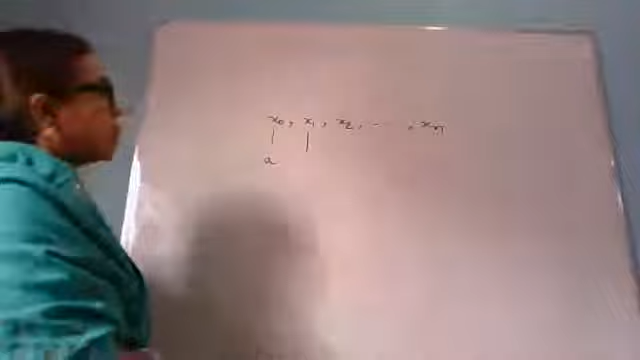 x₀, x₁, x₂, - - - , xₙ
a